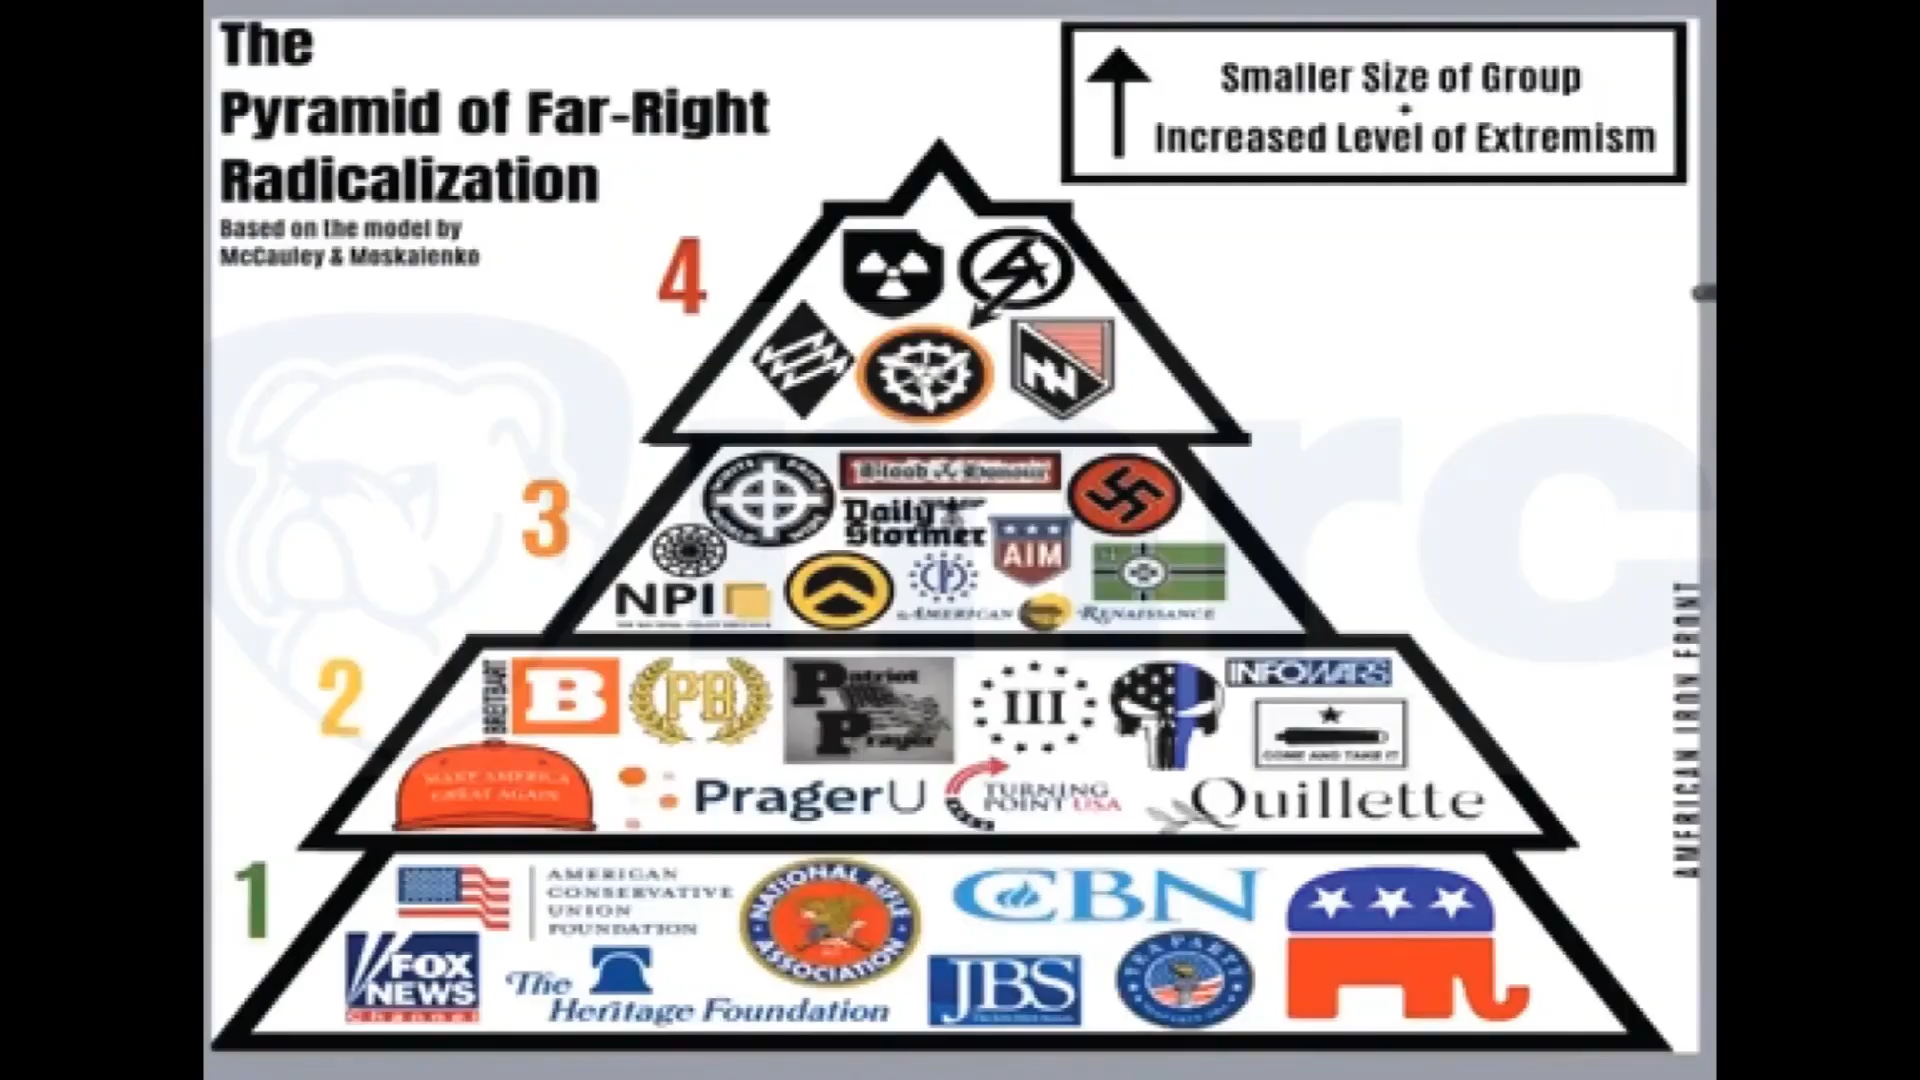 The
Pyramid of Far-Right
Radicalization
Based on the model by
McCauley & Moskalenko
Smaller Size of Group
+
Increased Level of Extremism
4
3
Blood & Honour
Daily
Stormer
AIM
NPI
AMERICAN RENAISSANCE
2
BREITBART
B
PB
Patriot
Prayer
III
INFOWARS
COME AND TAKE IT
MAKE AMERICA
GREAT AGAIN
PragerU
TURNING
POINT USA
Quillette
1
AMERICAN
CONSERVATIVE
UNION
FOUNDATION
NATIONAL RIFLE
ASSOCIATION
CBN
FOX
NEWS
Channel
The
Heritage Foundation
JBS
TEA PARTY
AMERICAN IRON FRONT
mrc